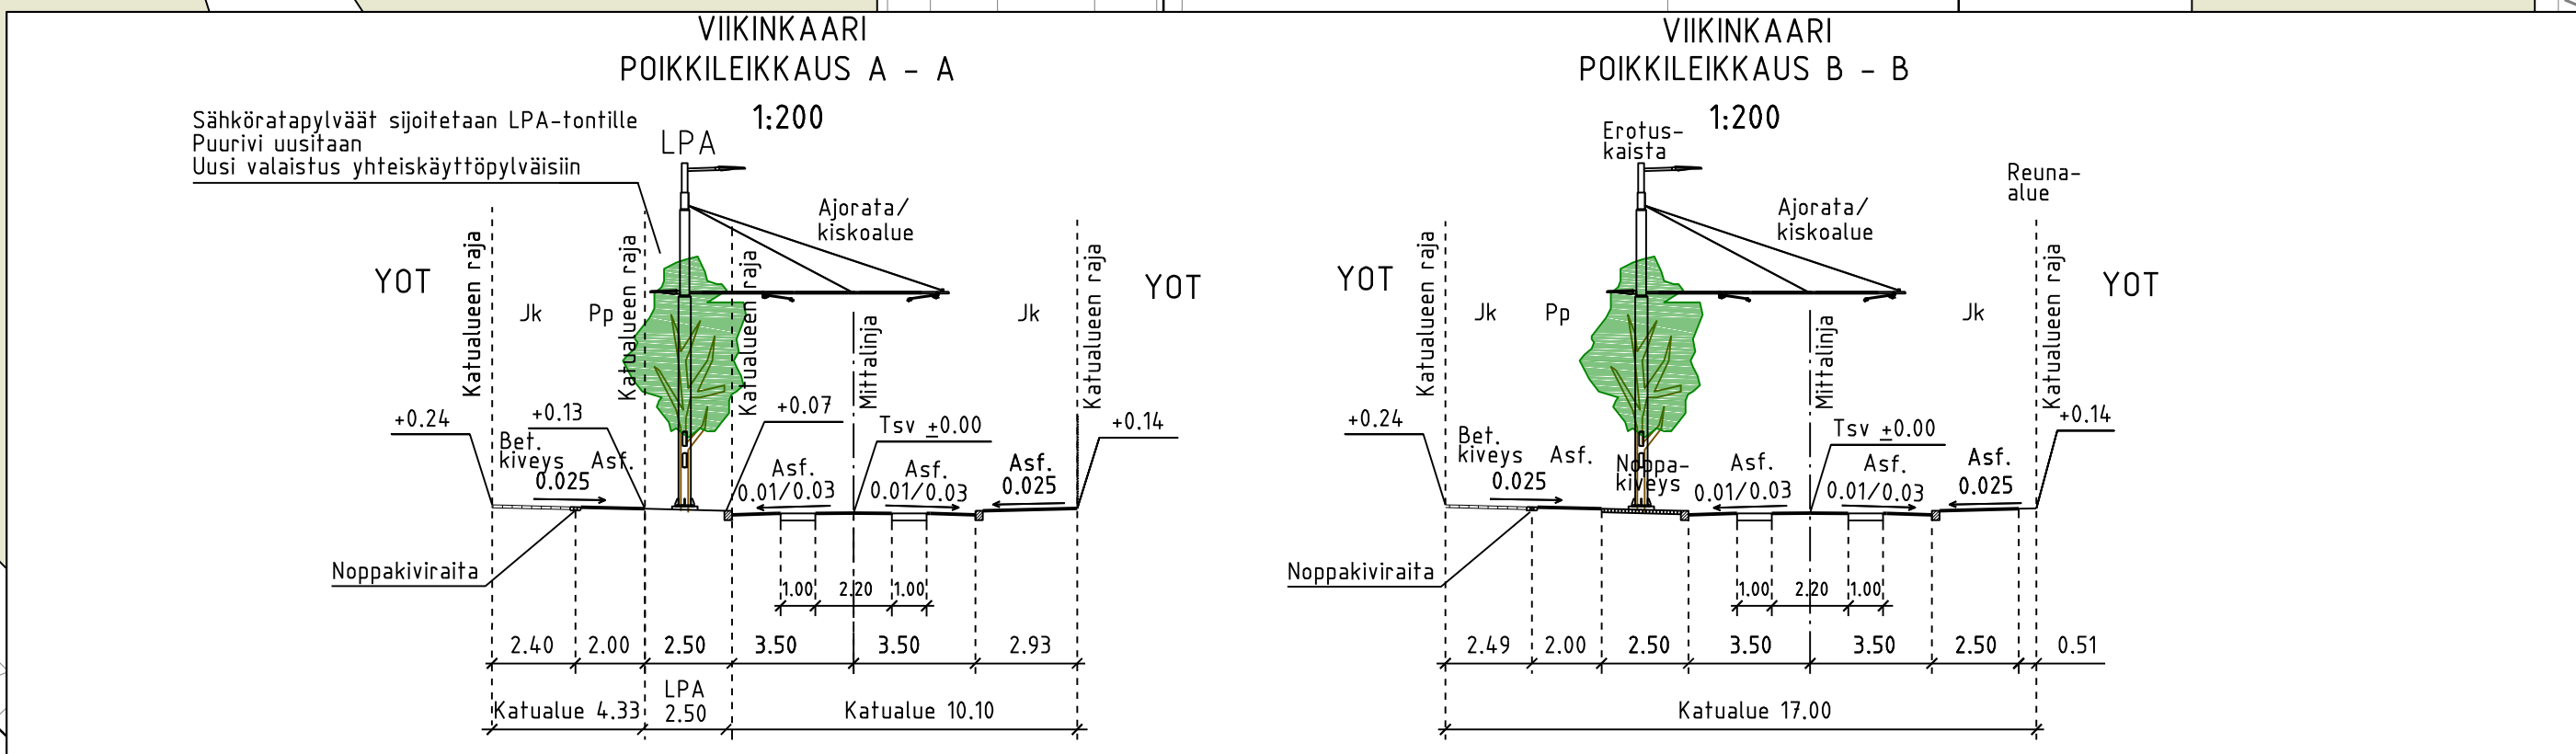 VIIKINKAARI
POIKKILEIKKAUS A - A
1:200
Sähköratapylväät sijoitetaan LPA-tontille
Puurivi uusitaan
Uusi valaistus yhteiskäyttöpylväisiin
LPA
Ajorata/
kiskoalue
YOT
Katualueen raja
Jk
Pp
Katualueen raja
Katualueen raja
Mittalinja
Jk
Katualueen raja
YOT
+0.24
+0.13
+0.07
Tsv ±0.00
+0.14
Bet.
kiveys
Asf.
0.025
Asf.
0.01/0.03
Asf.
0.01/0.03
Asf.
0.025
Noppakiviraita
1.00 2.20 1.00
2.40 2.00 2.50 3.50 3.50 2.93
Katualue 4.33
LPA
2.50
Katualue 10.10
VIIKINKAARI
POIKKILEIKKAUS B - B
1:200
Erotus-
kaista
Ajorata/
kiskoalue
Reuna-
alue
YOT
Katualueen raja
Jk
Pp
Mittalinja
Jk
Katualueen raja
YOT
+0.24
Tsv ±0.00
+0.14
Bet.
kiveys
Asf.
0.025
Noppa-
kiveys
Asf.
0.01/0.03
Asf.
0.01/0.03
Asf.
0.025
Noppakiviraita
1.00 2.20 1.00
2.49 2.00 2.50 3.50 3.50 2.50 0.51
Katualue 17.00